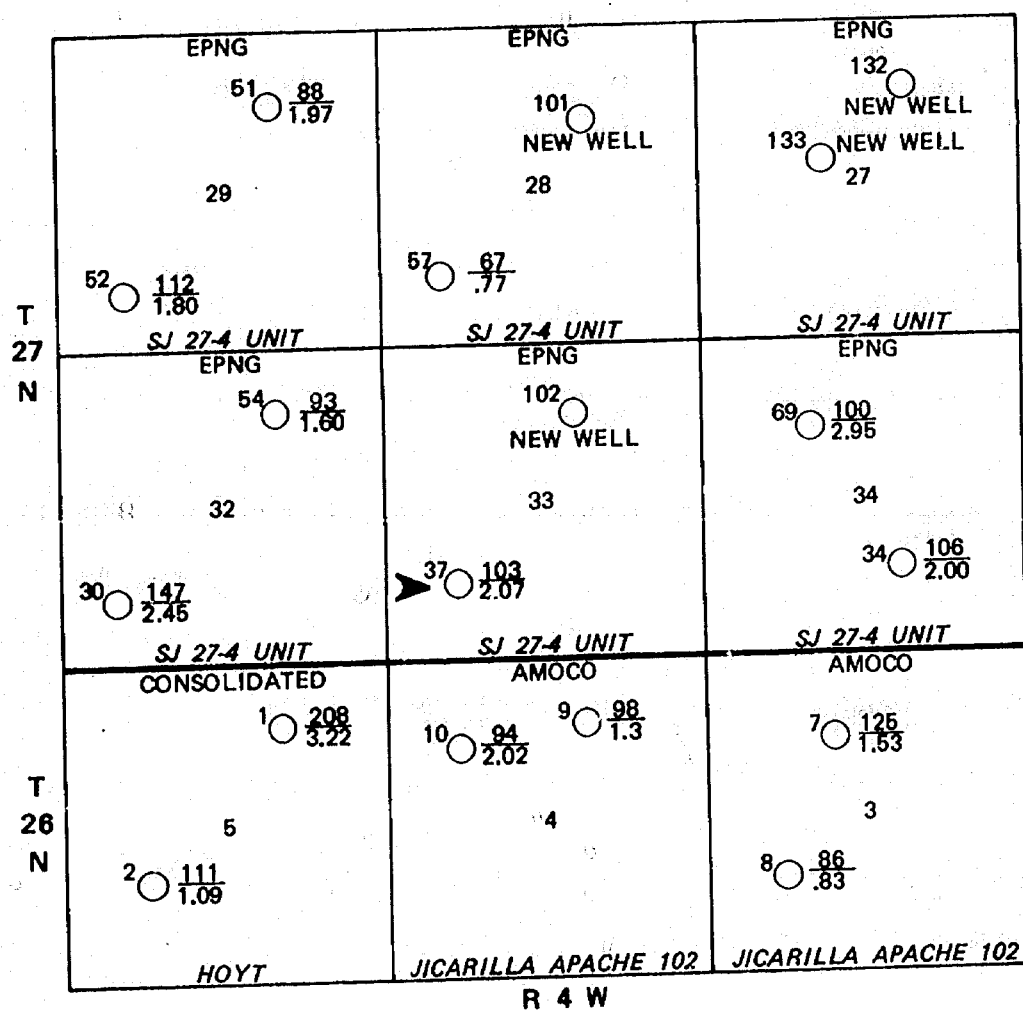 EPNG
51
88
1.97
29
52
112
1.80
SJ 27-4 UNIT
EPNG
101
NEW WELL
28
57
67
.77
SJ 27-4 UNIT
EPNG
132
NEW WELL
133
NEW WELL
27
SJ 27-4 UNIT
T
27
N
EPNG
54
93
1.60
32
30
147
2.45
SJ 27-4 UNIT
EPNG
102
NEW WELL
33
37
103
2.07
SJ 27-4 UNIT
EPNG
69
100
2.95
34
34
106
2.00
SJ 27-4 UNIT
CONSOLIDATED
1
208
3.22
5
2
111
1.09
HOYT
AMOCO
9
98
1.3
10
94
2.02
4
JICARILLA APACHE 102
AMOCO
7
125
1.53
3
8
86
.83
JICARILLA APACHE 102
T
26
N
R 4 W